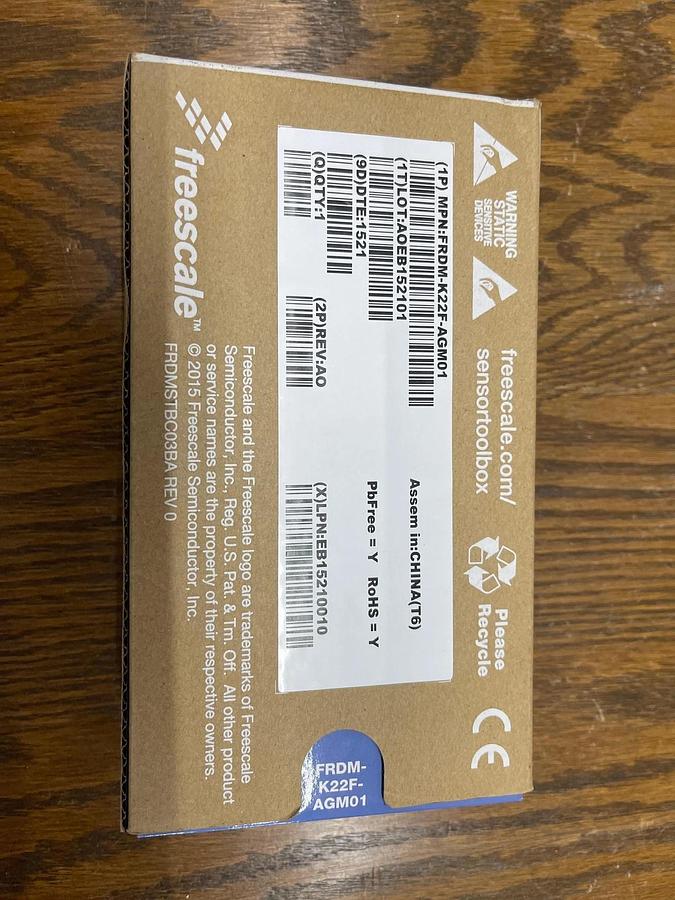 WARNING
STATIC
SENSITIVE
DEVICES
freescale.com/
sensortoolbox
Please
Recycle
CE
(1P) MPN:FRDM-K22F-AGM01
(1T)LOT:AOEB152101
Assem in:CHINA(T6)
(9D)DTE:1521
PbFree = Y RoHS = Y
(Q)QTY:1
(2P)REV:AO
(X)LPN:EB15210010
FRDM-
K22F-
AGM01
freescale™
Freescale and the Freescale logo are trademarks of Freescale
Semiconductor, Inc., Reg. U.S. Pat. & Tm. Off. All other product
or service names are the property of their respective owners.
© 2015 Freescale Semiconductor, Inc.
FRDMSTBC03BA REV 0